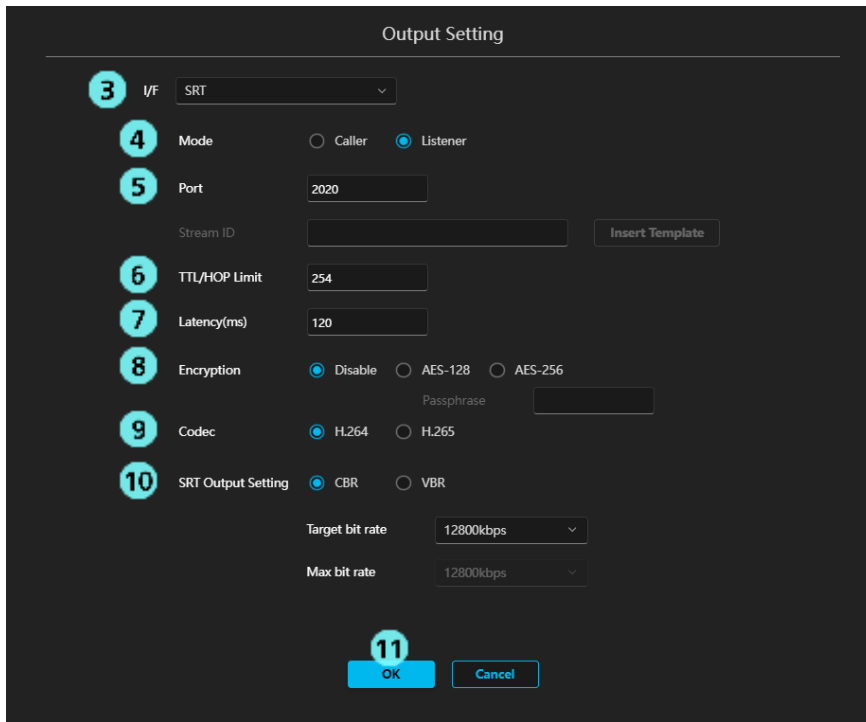 Output Setting
3 I/F SRT
4 Mode Caller Listener
5 Port 2020
Stream ID Insert Template
6 TTL/HOP Limit 254
7 Latency(ms) 120
8 Encryption Disable AES-128 AES-256
Passphrase
9 Codec H.264 H.265
10 SRT Output Setting CBR VBR
Target bit rate 12800kbps
Max bit rate 12800kbps
11
OK Cancel